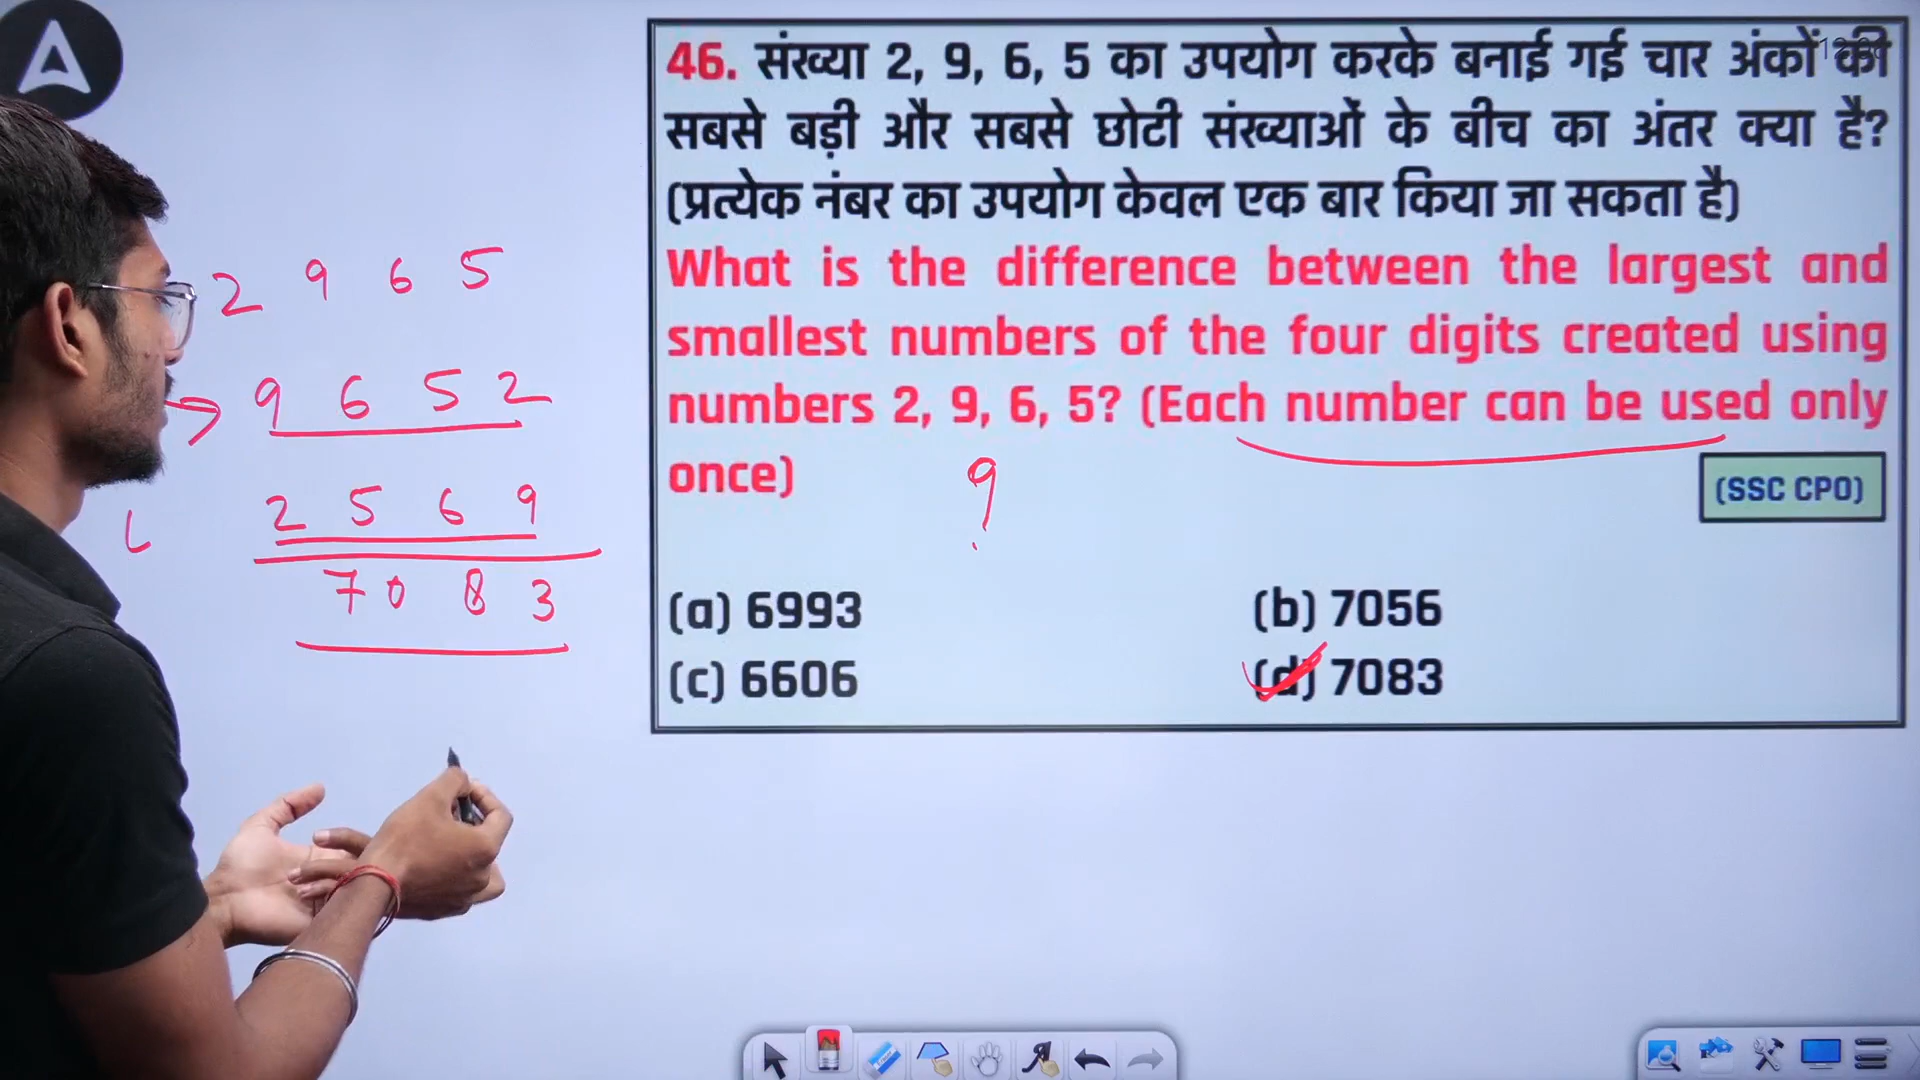 46. संख्या 2, 9, 6, 5 का उपयोग करके बनाई गई चार अंकों की
सबसे बड़ी और सबसे छोटी संख्याओं के बीच का अंतर क्या है?
(प्रत्येक नंबर का उपयोग केवल एक बार किया जा सकता है)
What is the difference between the largest and
smallest numbers of the four digits created using
numbers 2, 9, 6, 5? (Each number can be used only
once)
?
(SSC CPO)
(a) 6993
(b) 7056
(c) 6606
(d) 7083
2 9 6 5
→ 9 6 5 2
2 5 6 9
7 0 8 3